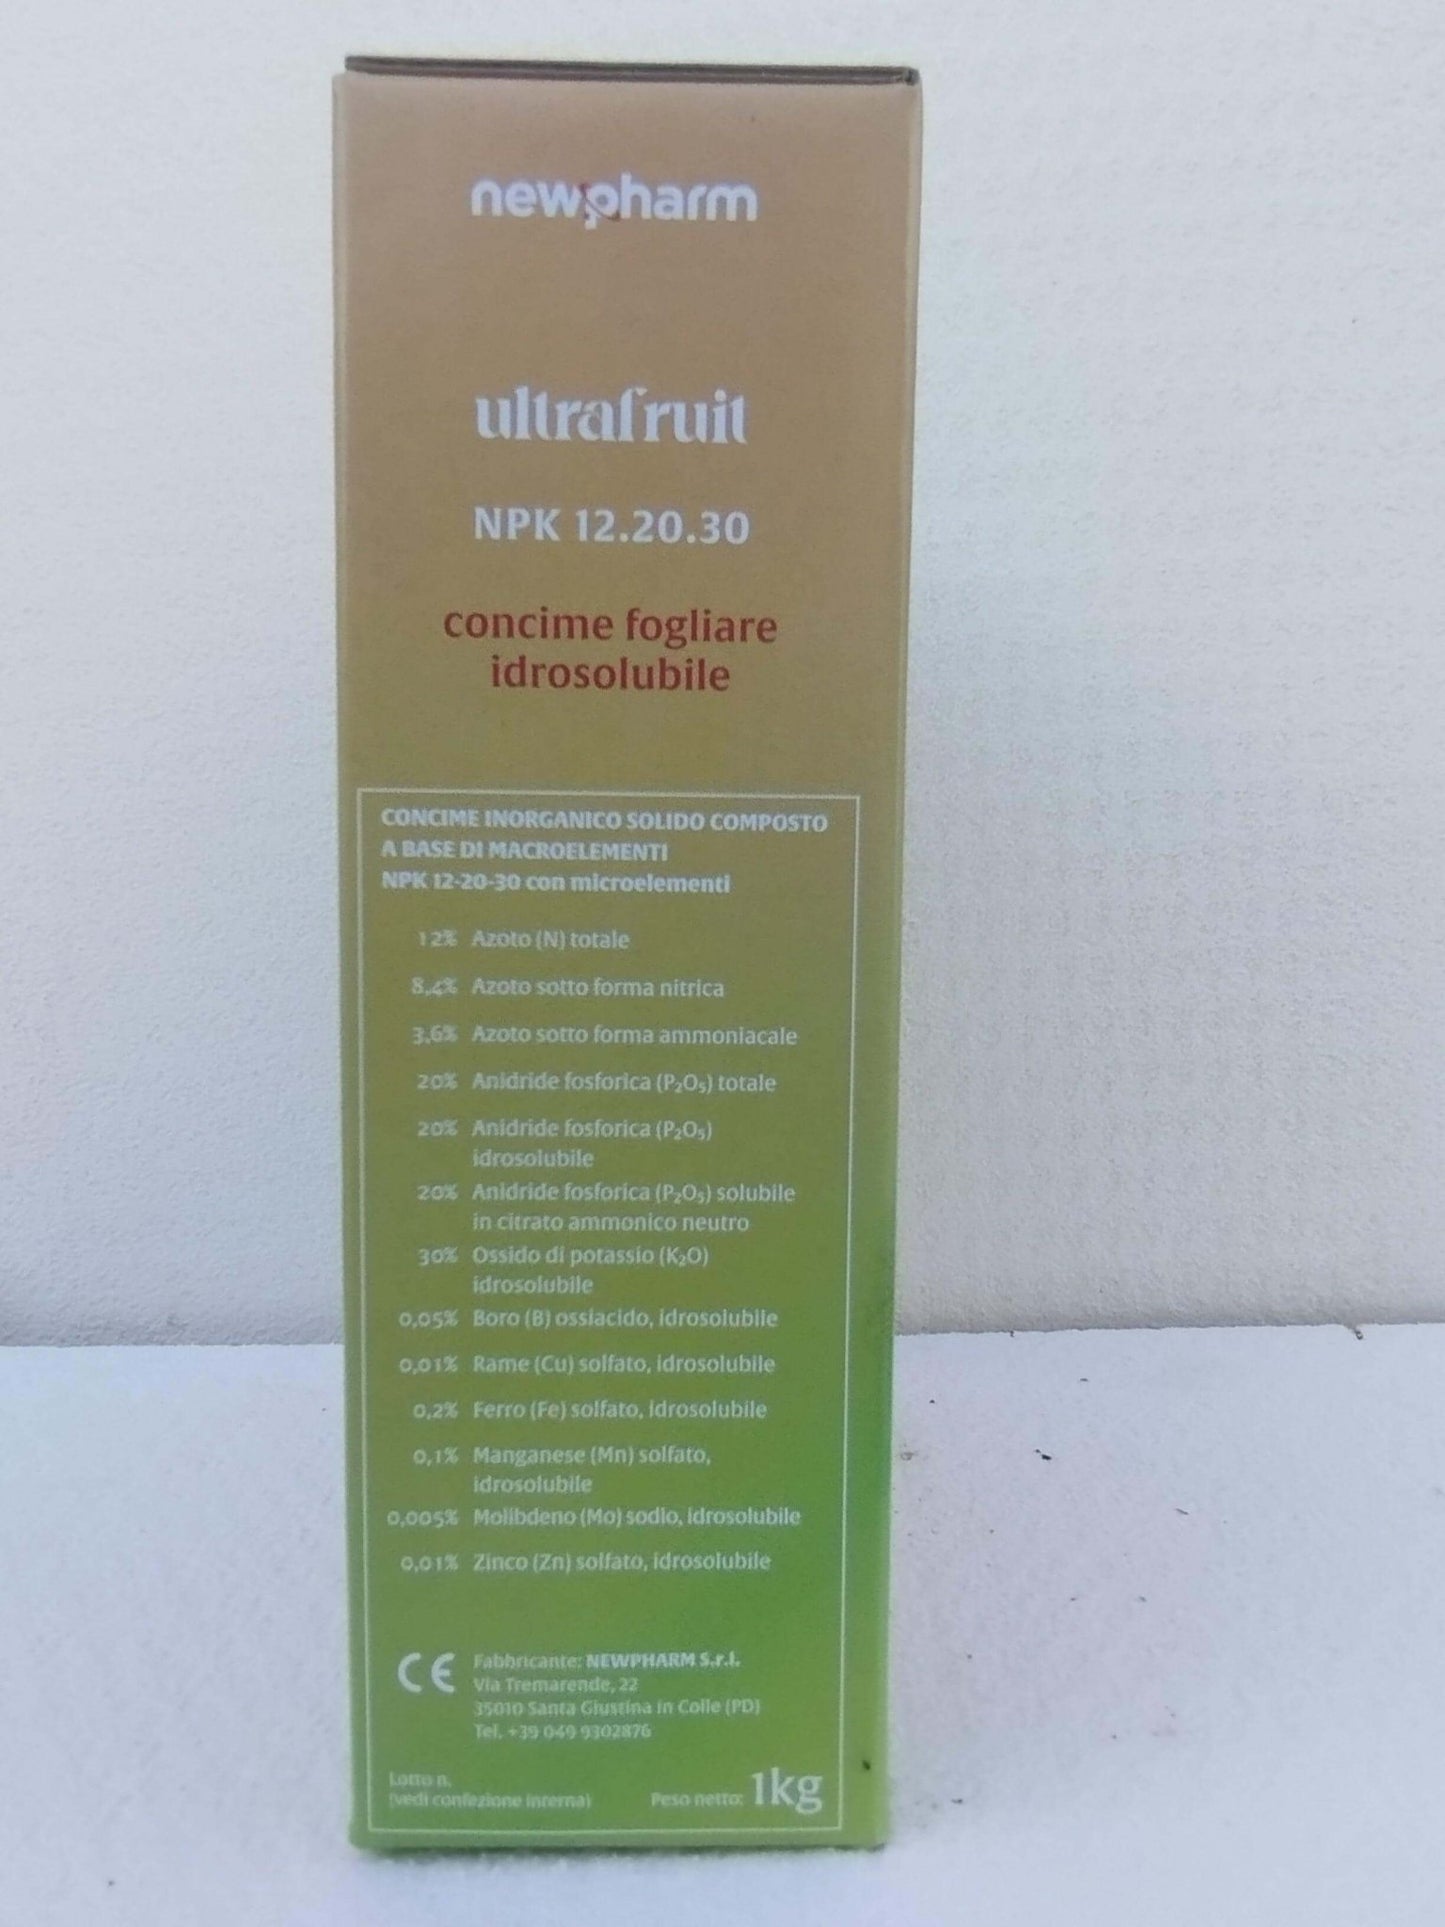 newpharm
ultrafruit
NPK 12.20.30
concime fogliare
idrosolubile
CONCIME INORGANICO SOLIDO COMPOSTO
A BASE DI MACROELEMENTI
NPK 12-20-30 con microelementi
12% Azoto (N) totale
8,4% Azoto sotto forma nitrica
3,6% Azoto sotto forma ammoniacale
20% Anidride fosforica (P₂O₅) totale
20% Anidride fosforica (P₂O₅)
idrosolubile
20% Anidride fosforica (P₂O₅) solubile
in citrato ammonico neutro
30% Ossido di potassio (K₂O)
idrosolubile
0,05% Boro (B) ossiacido, idrosolubile
0,01% Rame (Cu) solfato, idrosolubile
0,2% Ferro (Fe) solfato, idrosolubile
0,1% Manganese (Mn) solfato,
idrosolubile
0,005% Molibdeno (Mo) sodio, idrosolubile
0,01% Zinco (Zn) solfato, idrosolubile
CE
Fabbricante: NEWPHARM S.r.l.
Via Tremarende, 22
35010 Santa Giustina in Colle (PD)
Tel. +39 049 9302876
Lotto n.
(vedi confezione interna)
Peso netto: 1kg